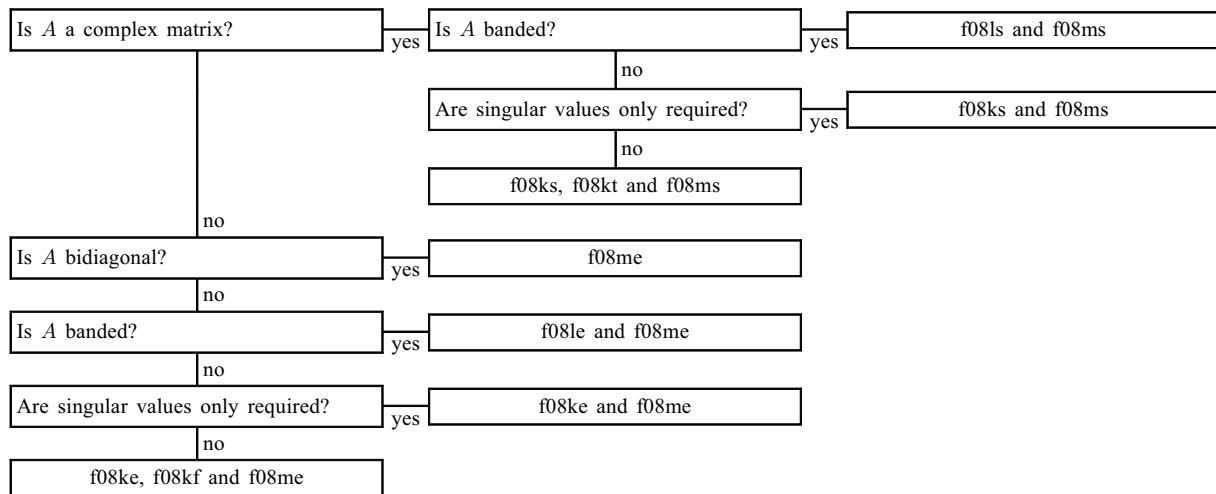 Is A a complex matrix?
yes
Is A banded?
yes
f08ls and f08ms
no
Are singular values only required?
yes
f08ks and f08ms
no
f08ks, f08kt and f08ms
no
Is A bidiagonal?
yes
f08me
no
Is A banded?
yes
f08le and f08me
no
Are singular values only required?
yes
f08ke and f08me
no
f08ke, f08kf and f08me